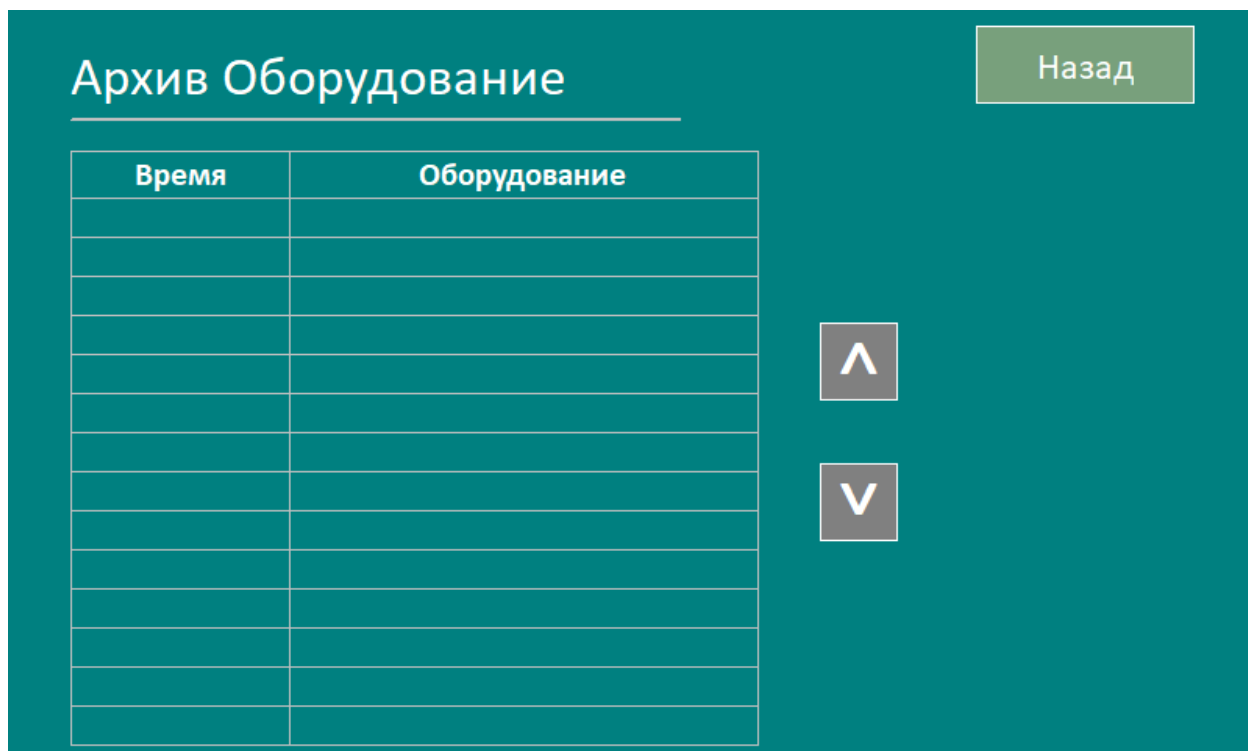 Архив Оборудование
Назад
Время Оборудование
ʌ
v